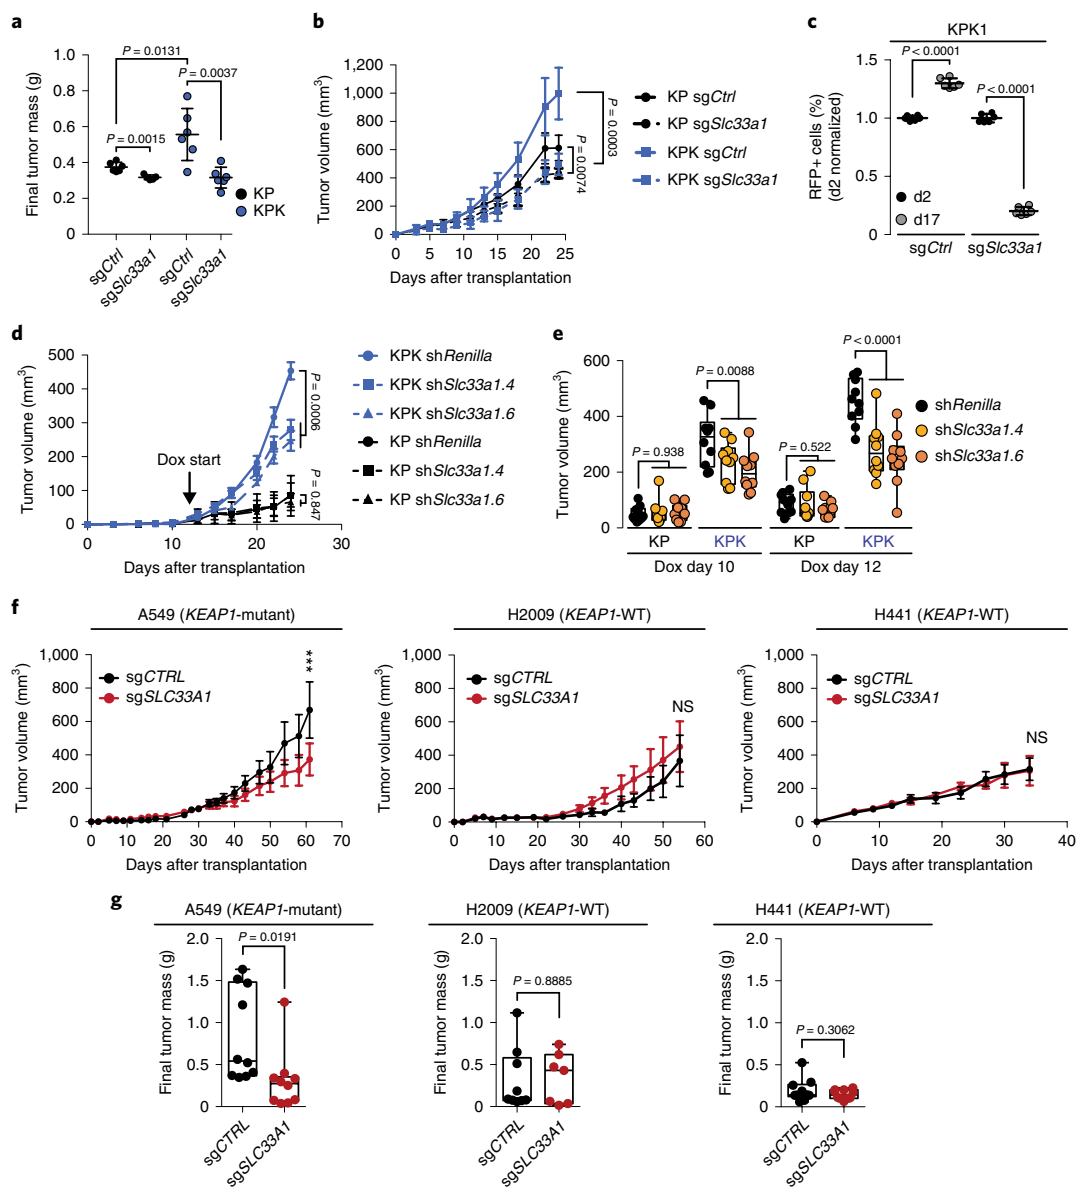 a
Final tumor mass (g)
1.0
0.8
0.6
0.4
0.2
0
P = 0.0131
P = 0.0037
P = 0.0015
KP
KPK
sgCtrl
sgSlc33a1
sgCtrl
sgSlc33a1
b
Tumor volume (mm3)
1,200
1,000
800
600
400
200
0
0 5 10 15 20 25
Days after transplantation
P = 0.0003
P = 0.0074
KP sgCtrl
KP sgSlc33a1
KPK sgCtrl
KPK sgSlc33a1
c
KPK1
RFP+ cells (%)
(d2 normalized)
1.5
1.0
0.5
0
P < 0.0001
P < 0.0001
d2
d17
sgCtrl sgSlc33a1
d
Tumor volume (mm3)
500
400
300
200
100
0
0 10 20 30
Days after transplantation
Dox start
P = 0.0006
P = 0.847
KPK shRenilla
KPK shSlc33a1.4
KPK shSlc33a1.6
KP shRenilla
KP shSlc33a1.4
KP shSlc33a1.6
e
Tumor volume (mm3)
600
400
200
0
P = 0.938
P = 0.0088
P = 0.522
P < 0.0001
shRenilla
shSlc33a1.4
shSlc33a1.6
KP KPK KP KPK
Dox day 10 Dox day 12
f
A549 (KEAP1-mutant)
Tumor volume (mm3)
1,000
800
600
400
200
0
sgCTRL
sgSLC33A1
***
0 10 20 30 40 50 60 70
Days after transplantation
H2009 (KEAP1-WT)
Tumor volume (mm3)
1,000
800
600
400
200
0
sgCTRL
sgSLC33A1
NS
0 10 20 30 40 50 60
Days after transplantation
H441 (KEAP1-WT)
Tumor volume (mm3)
1,000
800
600
400
200
0
sgCTRL
sgSLC33A1
NS
0 10 20 30 40
Days after transplantation
g
A549 (KEAP1-mutant)
Final tumor mass (g)
2.0
1.5
1.0
0.5
0
P = 0.0191
sgCTRL
sgSLC33A1
H2009 (KEAP1-WT)
Final tumor mass (g)
2.0
1.5
1.0
0.5
0
P = 0.8885
sgCTRL
sgSLC33A1
H441 (KEAP1-WT)
Final tumor mass (g)
2.0
1.5
1.0
0.5
0
P = 0.3062
sgCTRL
sgSLC33A1